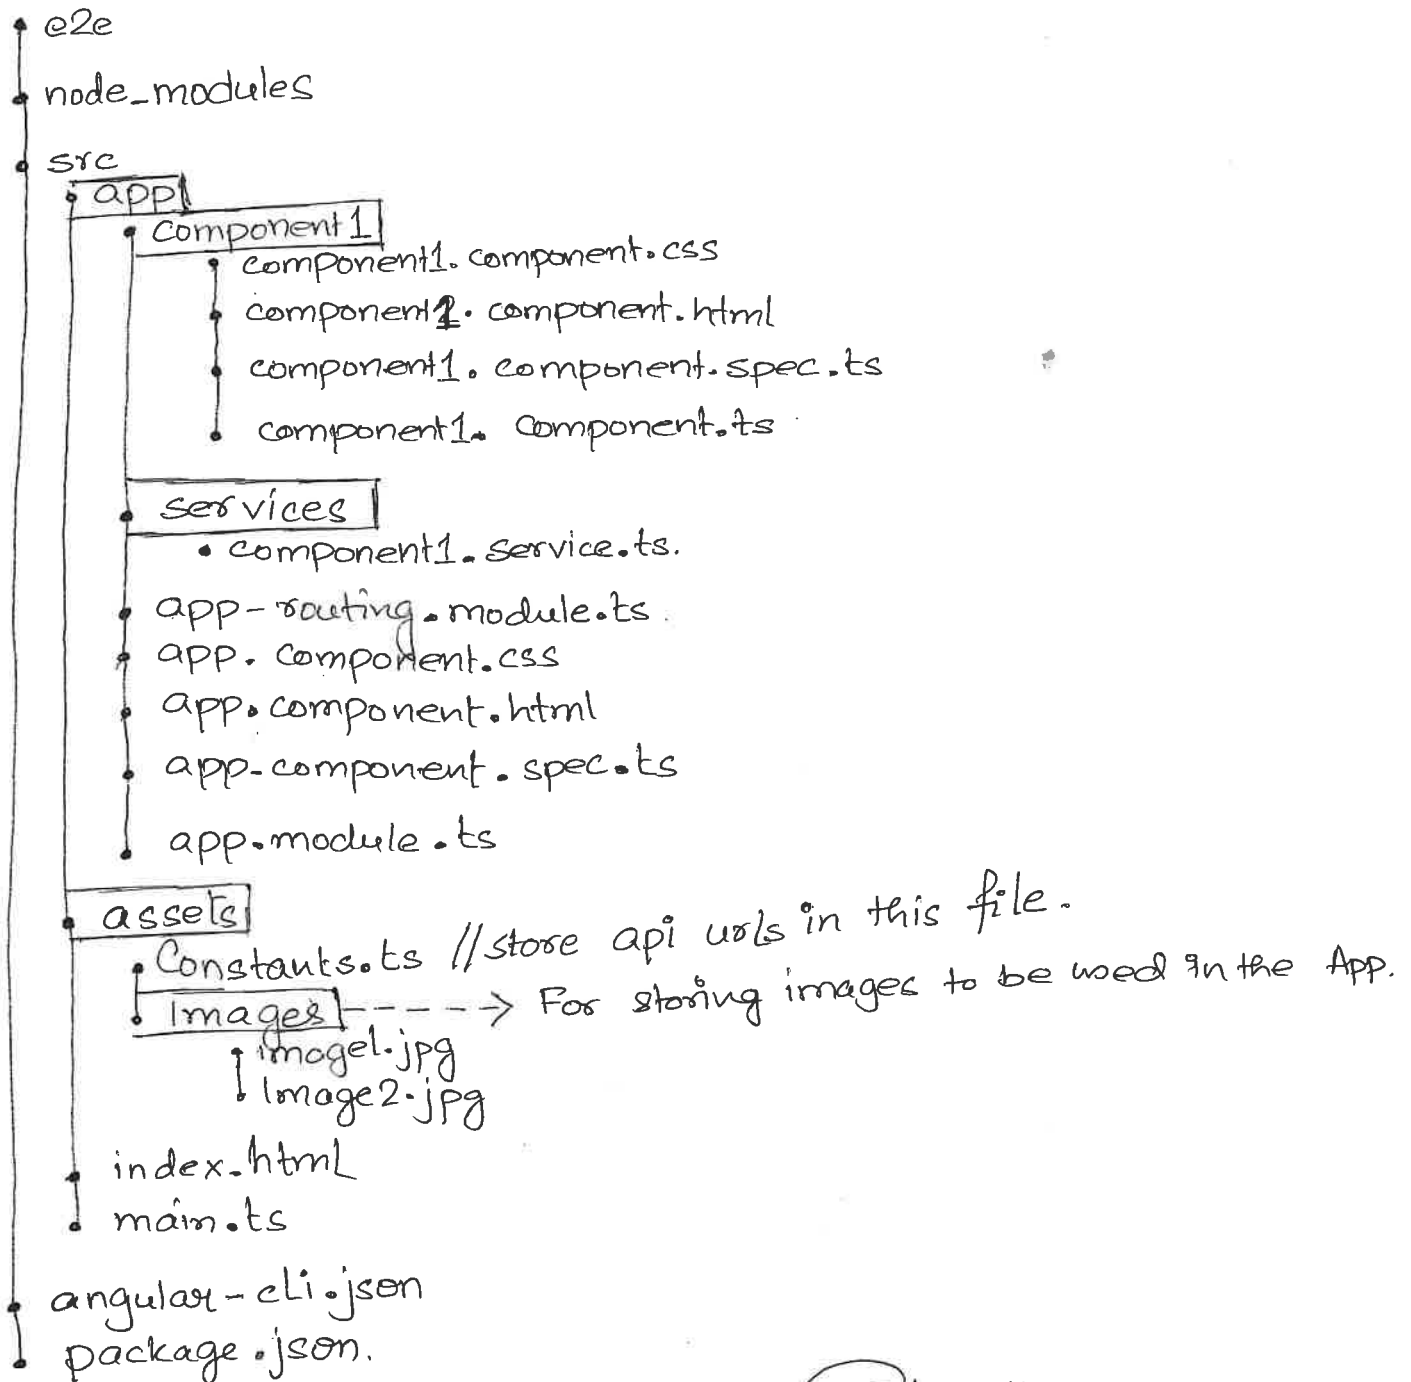 e2e
node_modules
src
app
component1
component1.component.css
component1.component.html
component1.component.spec.ts
component1.component.ts
services
component1.service.ts.
app-routing.module.ts
app.component.css
app.component.html
app-component.spec.ts
app.module.ts
assets
Constants.ts //store api urls in this file.
Images -----> For storing images to be used in the App.
image1.jpg
Image2.jpg
index.html
main.ts
angular-cli.json
package.json.